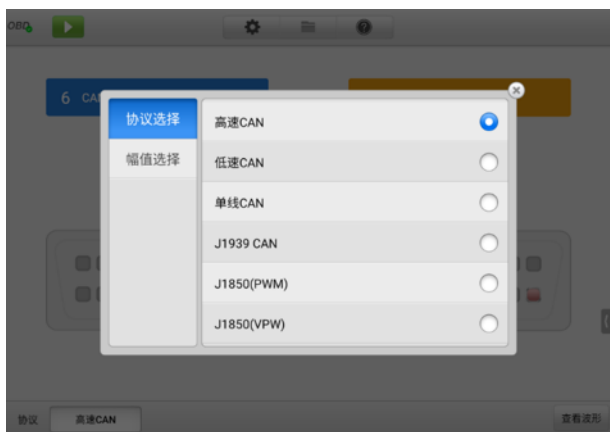 OBD
6 CA
协议选择
幅值选择
高速CAN
低速CAN
单线CAN
J1939 CAN
J1850(PWM)
J1850(VPW)
协议
高速CAN
查看波形